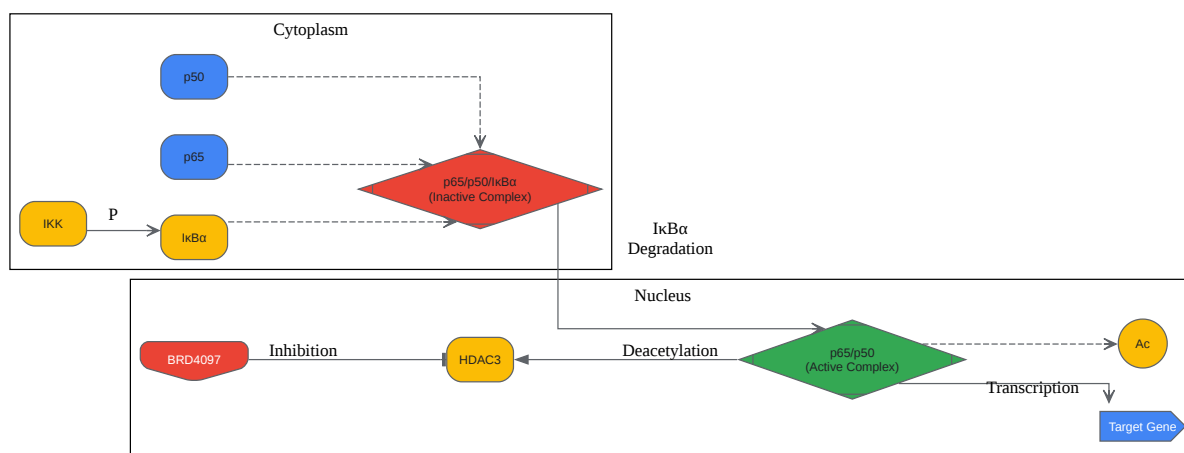 Cytoplasm
p50
p65
p65/p50/IκBα
(Inactive Complex)
IKK
P
IκBα
IκBα
Degradation
Nucleus
BRD4097
Inhibition
HDAC3
Deacetylation
p65/p50
(Active Complex)
Ac
Transcription
Target Gene